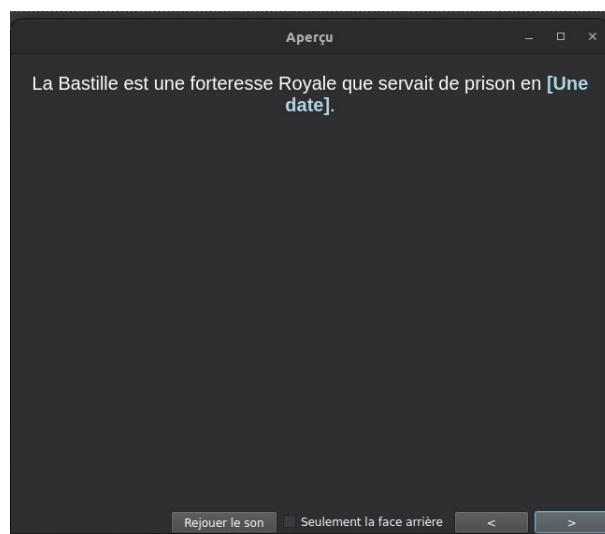 Aperçu
La Bastille est une forteresse Royale que servait de prison en [Une
date].
Rejouer le son
Seulement la face arrière
<
>